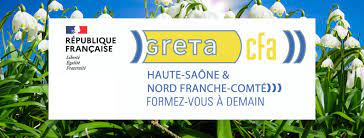 RÉPUBLIQUE
FRANÇAISE
Liberté
Égalité
Fraternité
GRETA cfa
HAUTE-SAÔNE &
NORD FRANCHE-COMTÉ
FORMEZ-VOUS À DEMAIN